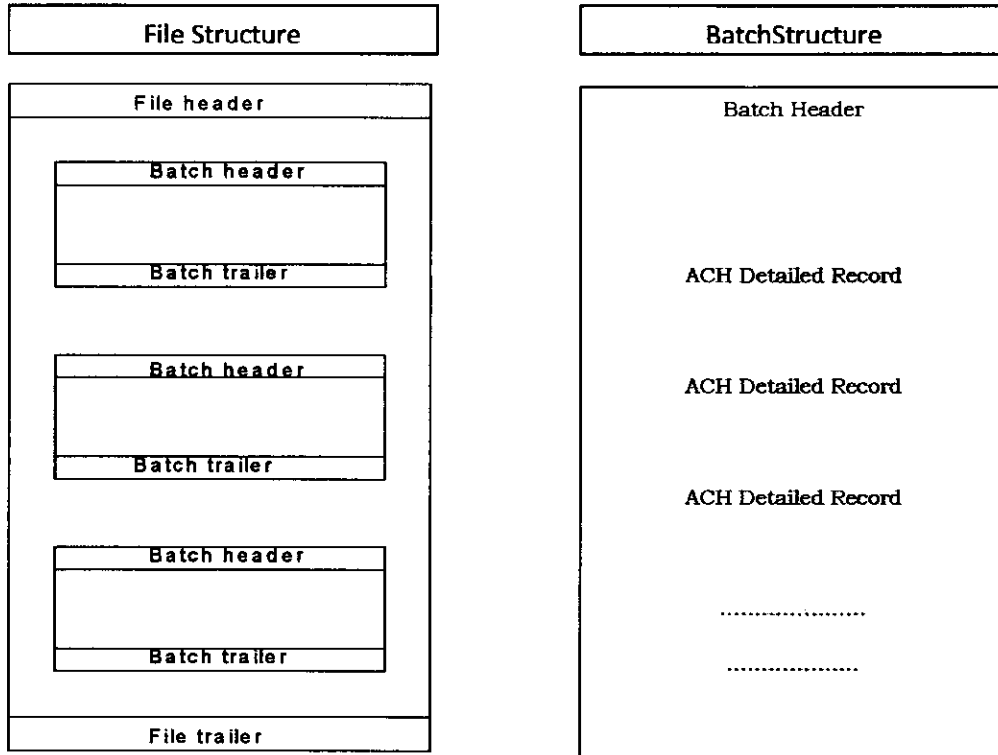 File Structure
File header
Batch header
Batch trailer
Batch header
Batch trailer
Batch header
Batch trailer
File trailer
BatchStructure
Batch Header
ACH Detailed Record
ACH Detailed Record
ACH Detailed Record
....................
..................